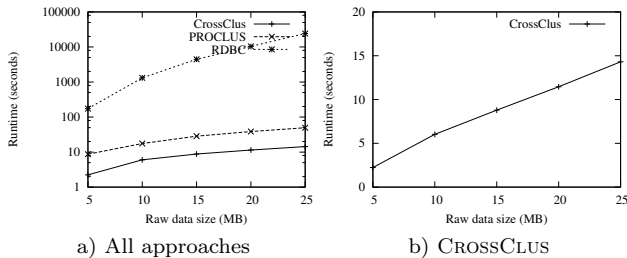 100000
10000
1000
100
10
1
Runtime (seconds)
CrossClus
PROCLUS
RDBC
5 10 15 20 25
Raw data size (MB)
a) All approaches
20
15
10
5
0
Runtime (seconds)
CrossClus
5 10 15 20 25
Raw data size (MB)
b) CROSSCLUS